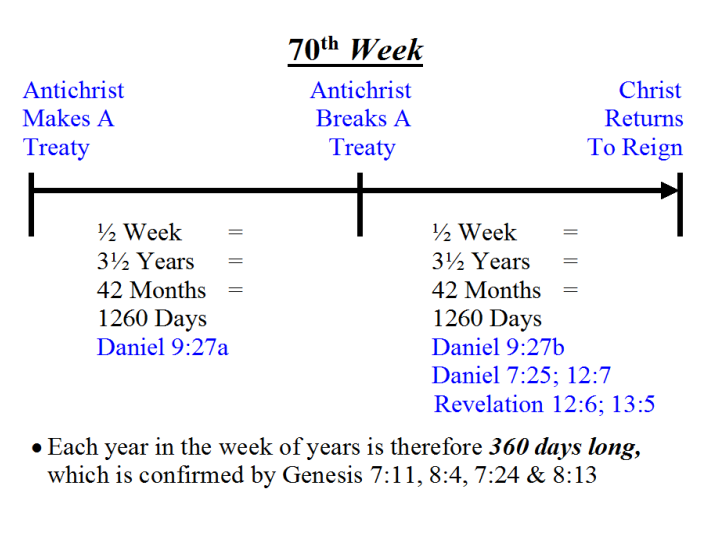 70th Week
Antichrist Makes A Treaty
Antichrist Breaks A Treaty
Christ Returns To Reign
½ Week =
3½ Years =
42 Months =
1260 Days
Daniel 9:27a
½ Week =
3½ Years =
42 Months =
1260 Days
Daniel 9:27b
Daniel 7:25; 12:7
Revelation 12:6; 13:5
• Each year in the week of years is therefore 360 days long,
which is confirmed by Genesis 7:11, 8:4, 7:24 & 8:13